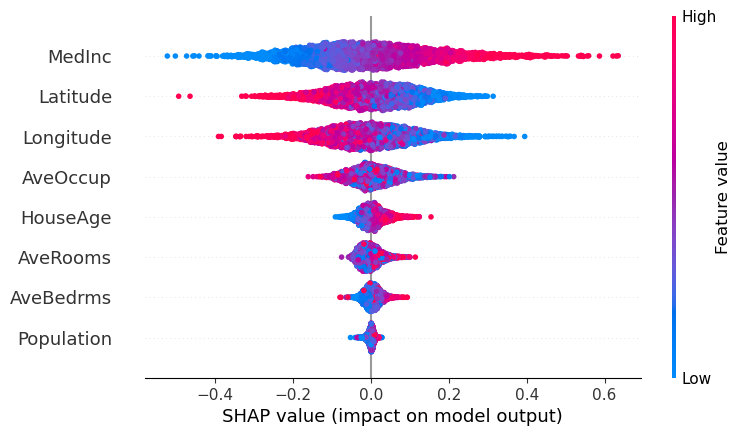 High
MedInc
Latitude
Longitude
AveOccup
HouseAge
AveRooms
AveBedrms
Population
Feature value
Low
−0.4 −0.2 0.0 0.2 0.4 0.6
SHAP value (impact on model output)